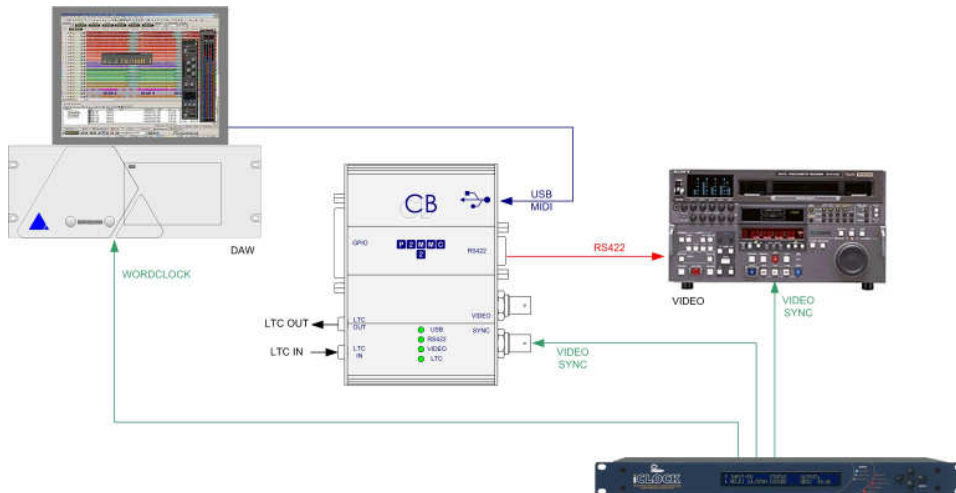 USB
MIDI
CB
DAW
GPIO
P2MMC
2
RS422
RS422
WORDCLOCK
VIDEO
VIDEO
SYNC
VIDEO
LTC OUT
LTC
OUT
SYNC
USB
RS422
VIDEO
LTC
LTC IN
LTC
IN
VIDEO
SYNC
CLOCK